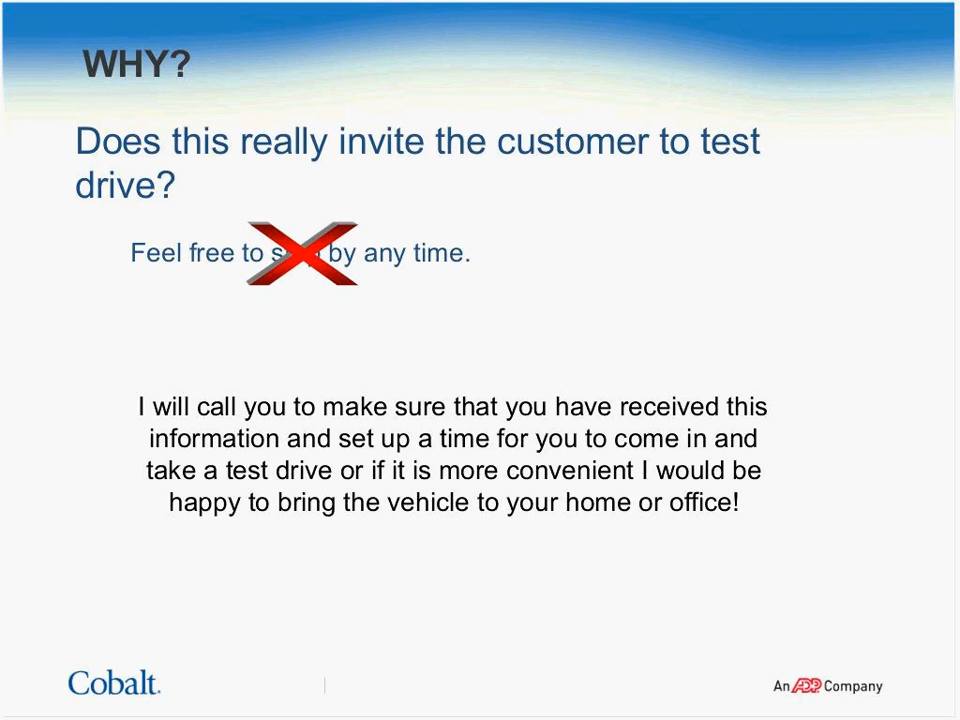 WHY?
Does this really invite the customer to test
drive?
Feel free to by any time.
I will call you to make sure that you have received this
information and set up a time for you to come in and
take a test drive or if it is more convenient I would be
happy to bring the vehicle to your home or office!
Cobalt.
An ADP Company